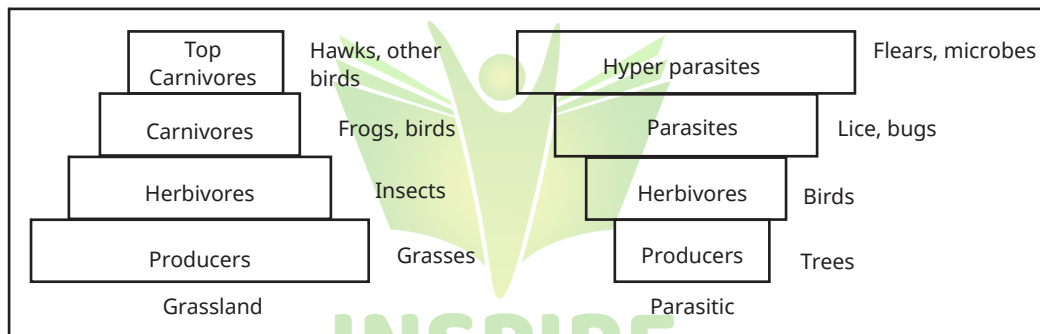 Top
Carnivores
Hawks, other
birds
Carnivores
Frogs, birds
Herbivores
Insects
Producers
Grasses
Grassland
Hyper parasites
Flears, microbes
Parasites
Lice, bugs
Herbivores
Birds
Producers
Trees
Parasitic
INSPIRE